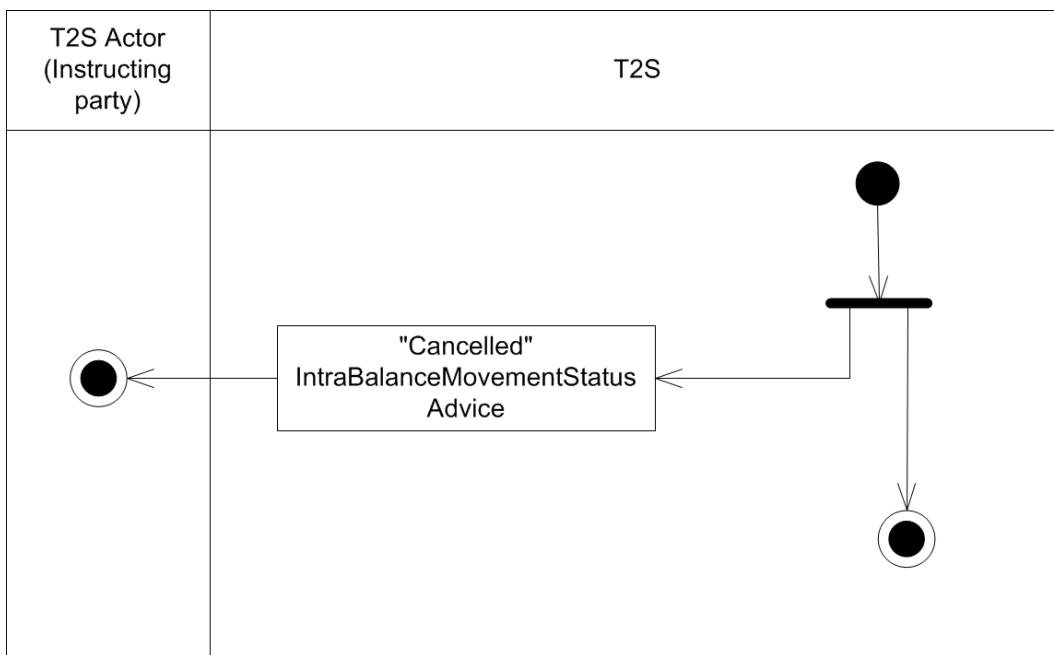 T2S Actor
(Instructing
party)
T2S
"Cancelled"
IntraBalanceMovementStatus
Advice